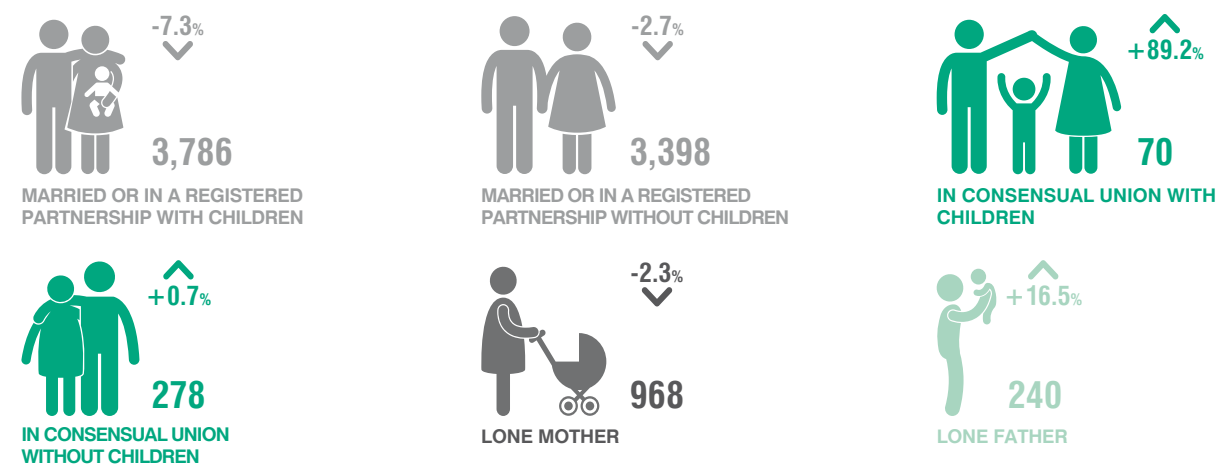 -7.3%
3,786
MARRIED OR IN A REGISTERED
PARTNERSHIP WITH CHILDREN
-2.7%
3,398
MARRIED OR IN A REGISTERED
PARTNERSHIP WITHOUT CHILDREN
+89.2%
70
IN CONSENSUAL UNION WITH
CHILDREN
+0.7%
278
IN CONSENSUAL UNION
WITHOUT CHILDREN
-2.3%
968
LONE MOTHER
+16.5%
240
LONE FATHER